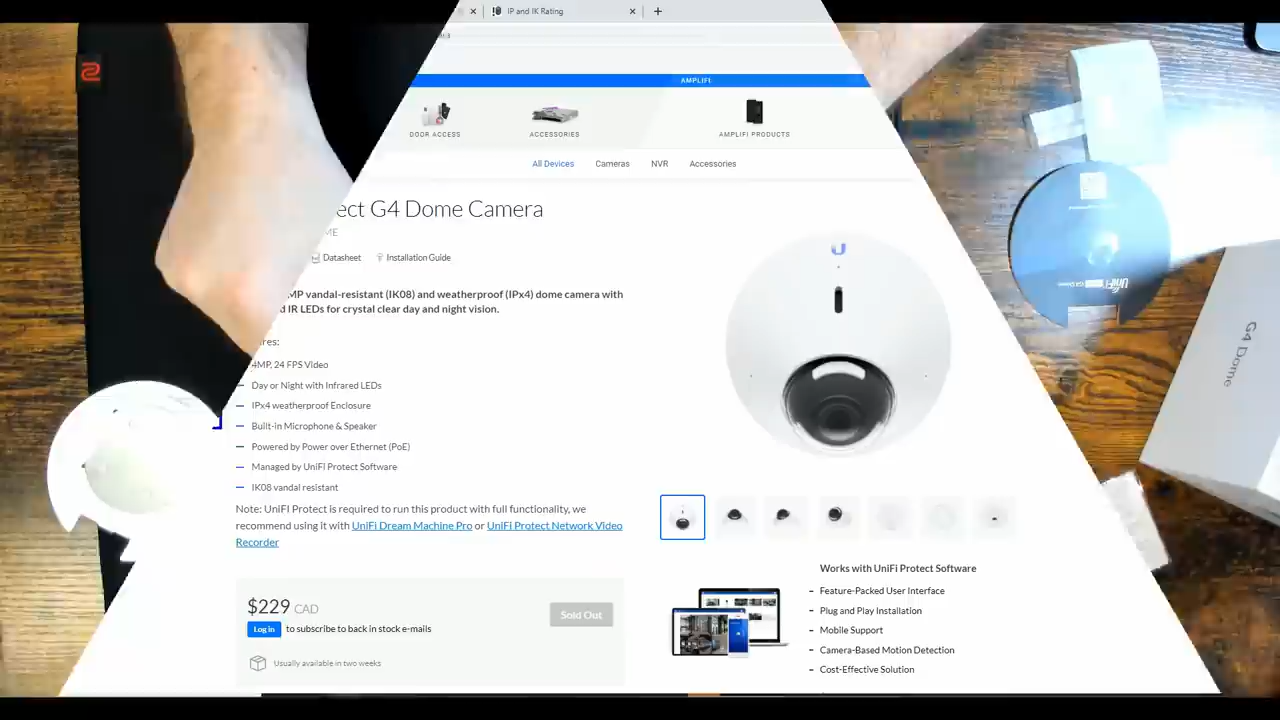 IP and IK Rating
AMPLIFI
DOOR ACCESS
ACCESSORIES
AMPLIFI PRODUCTS
All Devices
Cameras
NVR
Accessories
ect G4 Dome Camera
ME
Datasheet
Installation Guide
MP vandal-resistant (IK08) and weatherproof (IPx4) dome camera with
d IR LEDs for crystal clear day and night vision.
res:
4MP, 24 FPS Video
Day or Night with Infrared LEDs
IPx4 weatherproof Enclosure
Built-in Microphone & Speaker
Powered by Power over Ethernet (PoE)
Managed by UniFi Protect Software
IK08 vandal resistant
Note: UniFI Protect is required to run this product with full functionality, we
recommend using it with UniFi Dream Machine Pro or UniFi Protect Network Video
Recorder
$229 CAD
Sold Out
Log in to subscribe to back in stock e-mails
Usually available in two weeks
Works with UniFi Protect Software
Feature-Packed User Interface
Plug and Play Installation
Mobile Support
Camera-Based Motion Detection
Cost-Effective Solution
UniFi
G4 Dome